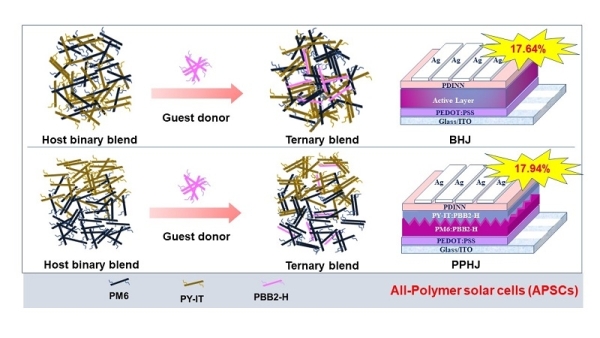 17.64%
Ag Ag Ag Ag
PDINN
Active Layer
PEDOT:PSS
Glass/ITO
Guest donor
Host binary blend
Ternary blend
BHJ
17.94%
Ag Ag Ag Ag
PDINN
PY-IT:PBB2-H
PM6:PBB2-H
PEDOT:PSS
Glass/ITO
Guest donor
Host binary blend
Ternary blend
PPHJ
PM6
PY-IT
PBB2-H
All-Polymer solar cells (APSCs)